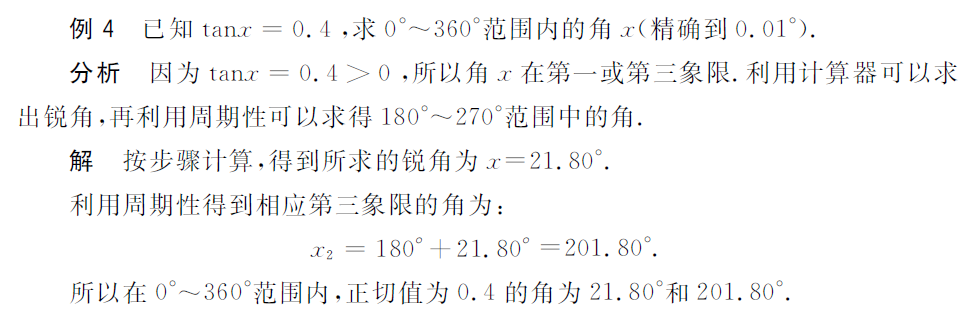 例 4 已知 tanx = 0.4 ,求 0°～360°范围内的角 x(精确到 0.01°).
分析 因为 tanx = 0.4 > 0 ,所以角 x 在第一或第三象限. 利用计算器可以求
出锐角,再利用周期性可以求得 180°～270°范围中的角.
解 按步骤计算,得到所求的锐角为 x=21.80°.
利用周期性得到相应第三象限的角为:
x₂ = 180° + 21.80° =201.80°.
所以在 0°～360°范围内,正切值为 0.4 的角为 21.80°和 201.80°.